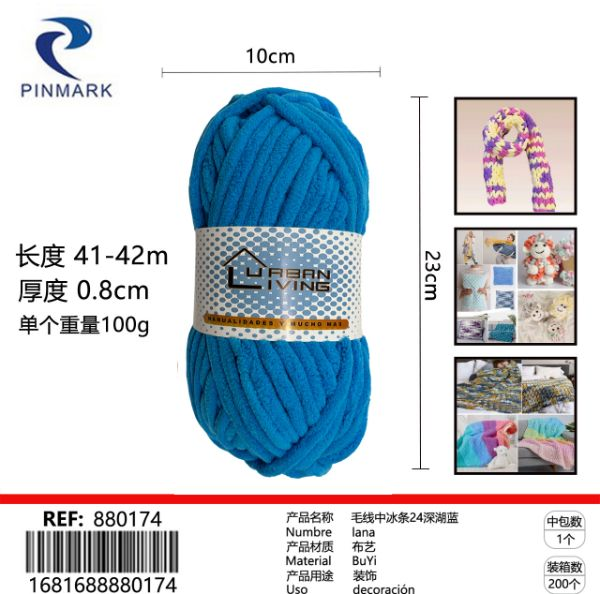 PINMARK
10cm
23cm
长度 41-42m
厚度 0.8cm
单个重量100g
URBAN
LIVING
MANUALIDADES Y MUCHO MAS
REF: 880174
1681688880174
产品名称 毛线中冰条24深湖蓝
Numbre lana
产品材质 布艺
Material BuYi
产品用途 装饰
Uso decoración
中包数
1个
装箱数
200个